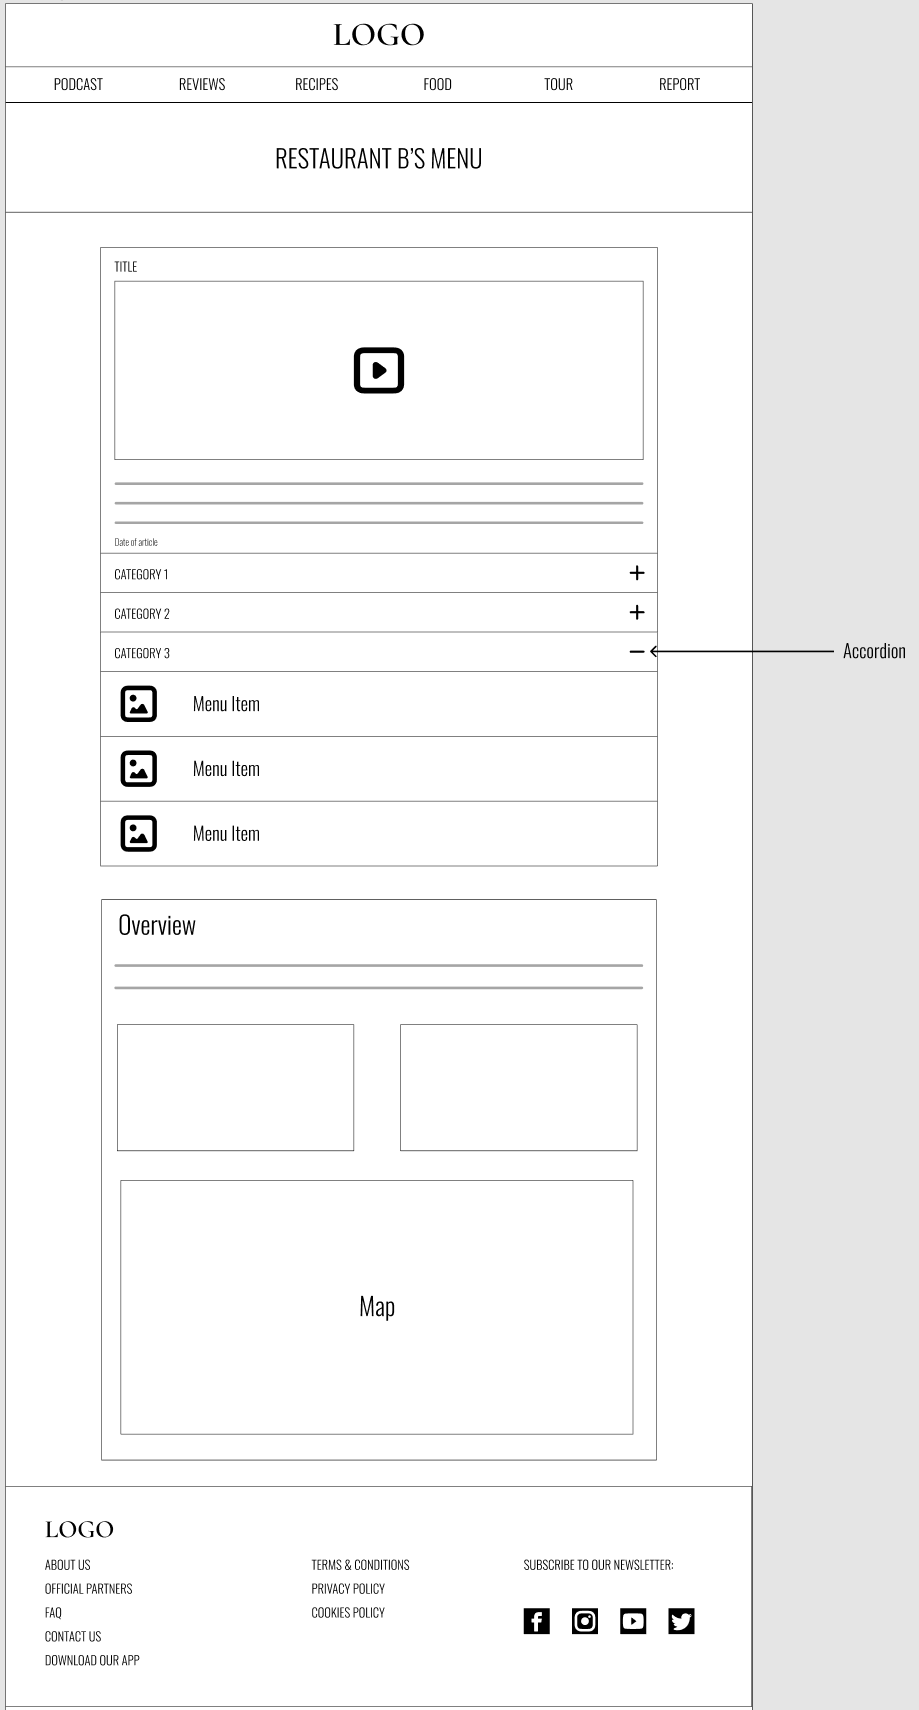 LOGO
PODCAST REVIEWS RECIPES FOOD TOUR REPORT
RESTAURANT B’S MENU
TITLE
Date of article
CATEGORY 1
CATEGORY 2
CATEGORY 3
Accordion
Menu Item
Menu Item
Menu Item
Overview
Map
LOGO
ABOUT US
OFFICIAL PARTNERS
FAQ
CONTACT US
DOWNLOAD OUR APP
TERMS & CONDITIONS
PRIVACY POLICY
COOKIES POLICY
SUBSCRIBE TO OUR NEWSLETTER: